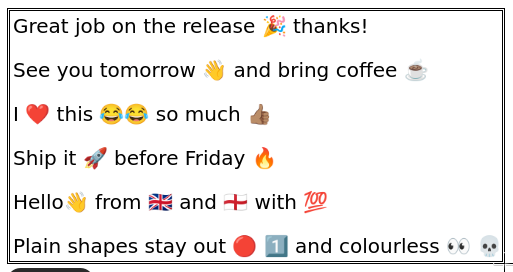 Great job on the release 🎉 thanks!
See you tomorrow 👋 and bring coffee ☕
I ❤️ this 😂😂 so much 👍🏽
Ship it 🚀 before Friday 🔥
Hello👋 from 🇬🇧 and 🏴󠁧󠁢󠁥󠁮󠁧󠁿 with 💯
Plain shapes stay out 🔴 1️⃣ and colourless 👀 💀